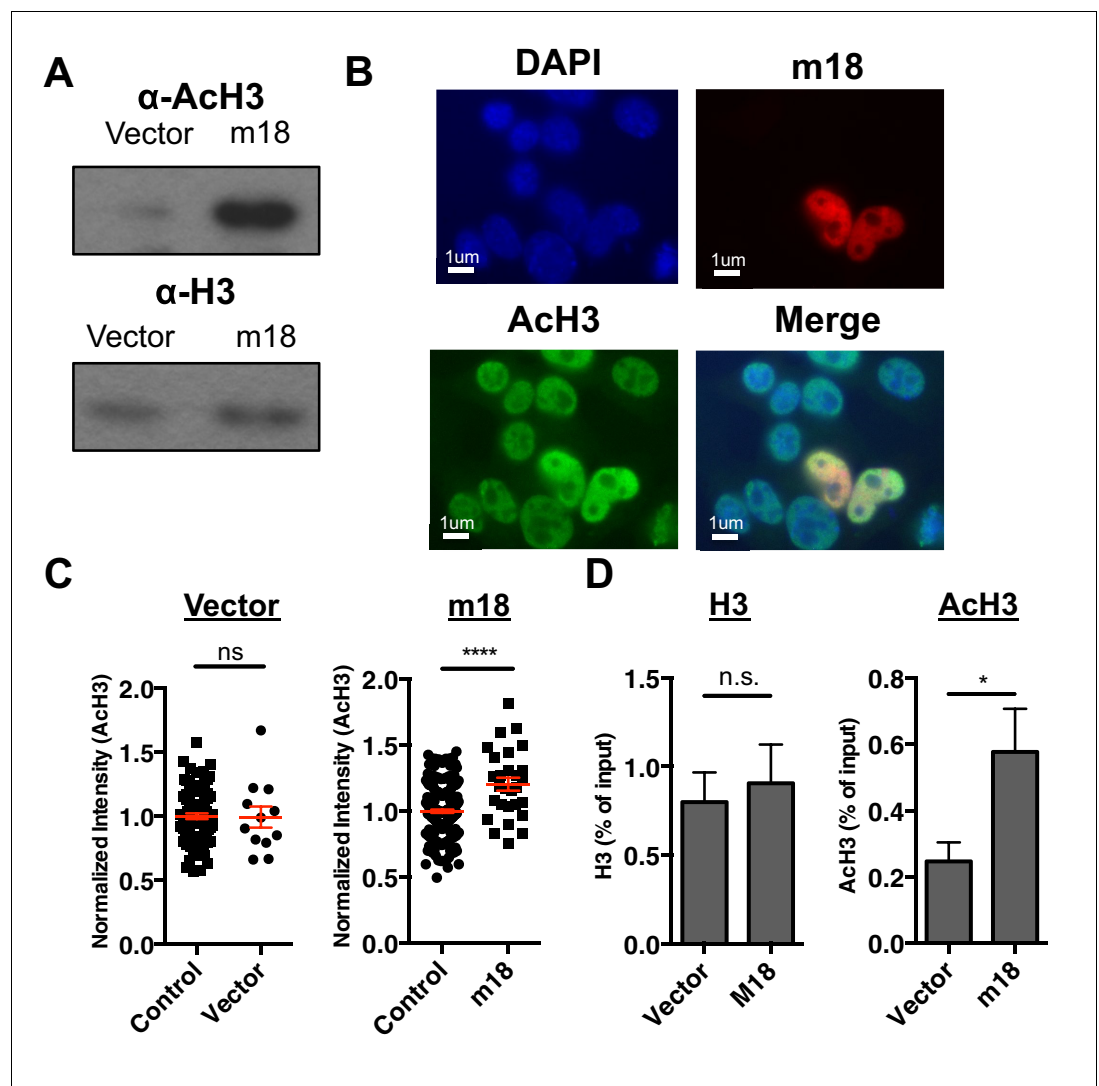 A
α-AcH3
Vector m18
α-H3
Vector m18
B
DAPI
m18
1um
1um
AcH3
Merge
1um
1um
C
Vector
ns
Normalized Intensity (AcH3)
2.0
1.5
1.0
0.5
0.0
Control
Vector
m18
****
Normalized Intensity (AcH3)
2.0
1.5
1.0
0.5
0.0
Control
m18
D
H3
n.s.
H3 (% of input)
1.5
1.0
0.5
0.0
Vector
M18
AcH3
*
AcH3 (% of input)
0.8
0.6
0.4
0.2
0.0
Vector
m18